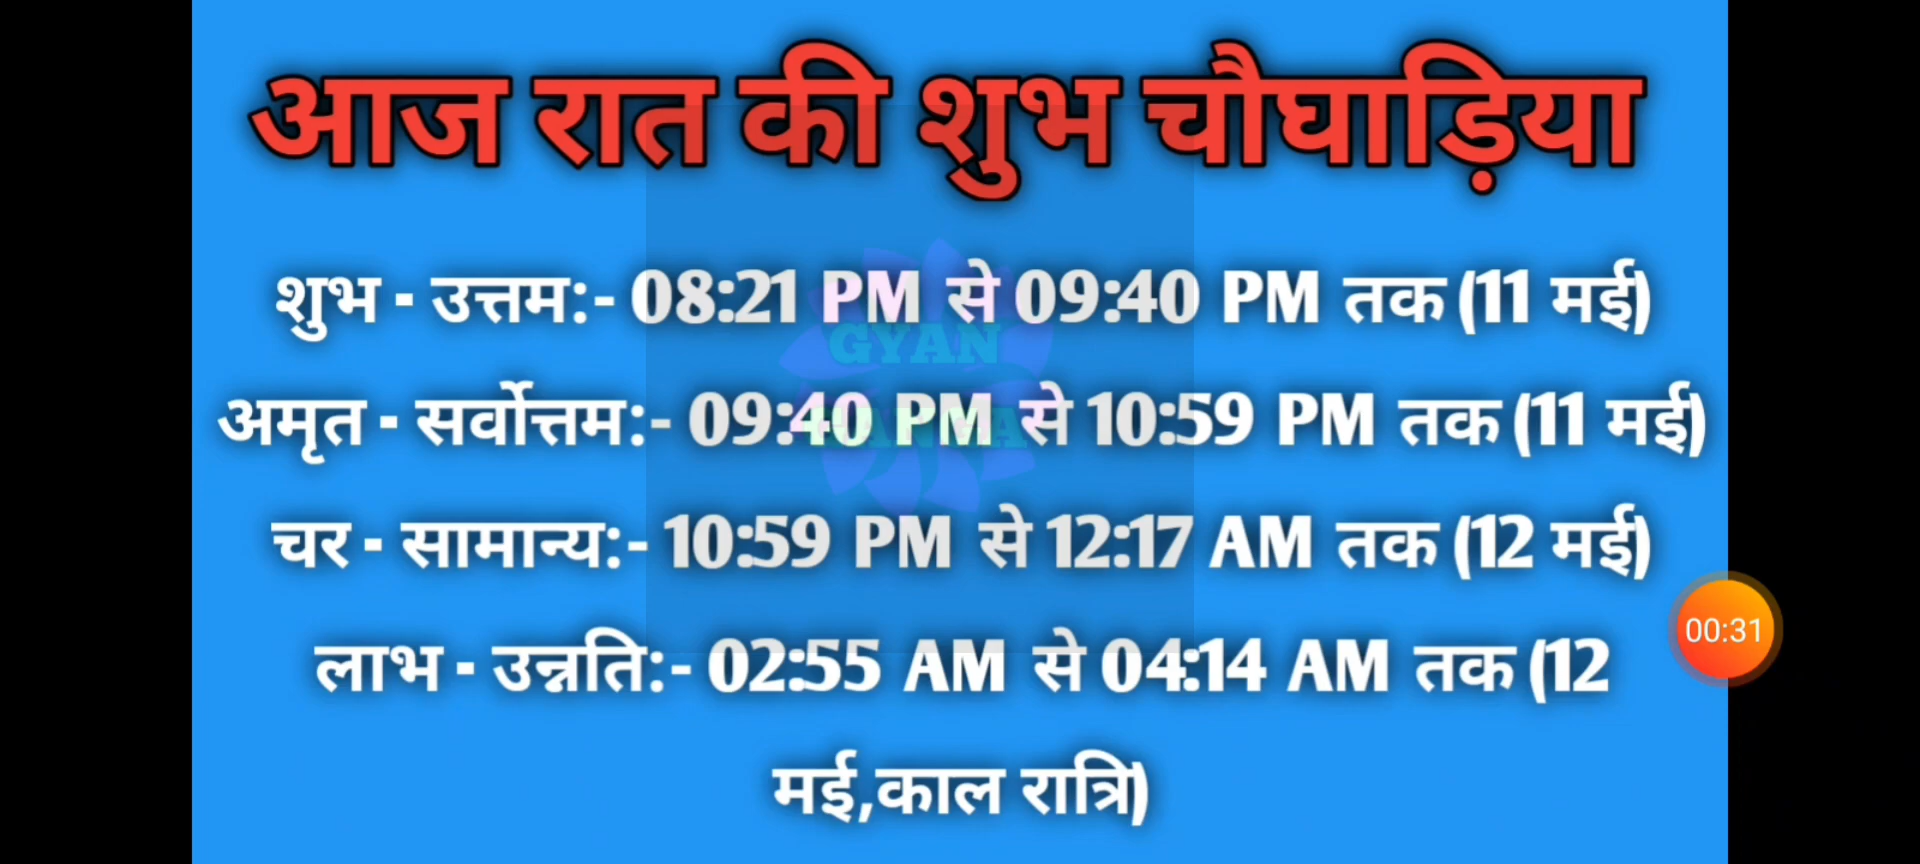 आज रात की शुभ चौघाड़िया
शुभ - उत्तम:- 08:21 PM से 09:40 PM तक (11 मई)
GYAN
अमृत - सर्वोत्तम:- 09:40 PM से 10:59 PM तक (11 मई)
GANGA
चर - सामान्य:- 10:59 PM से 12:17 AM तक (12 मई)
00:31
लाभ - उन्नति:- 02:55 AM से 04:14 AM तक (12
मई,काल रात्रि)